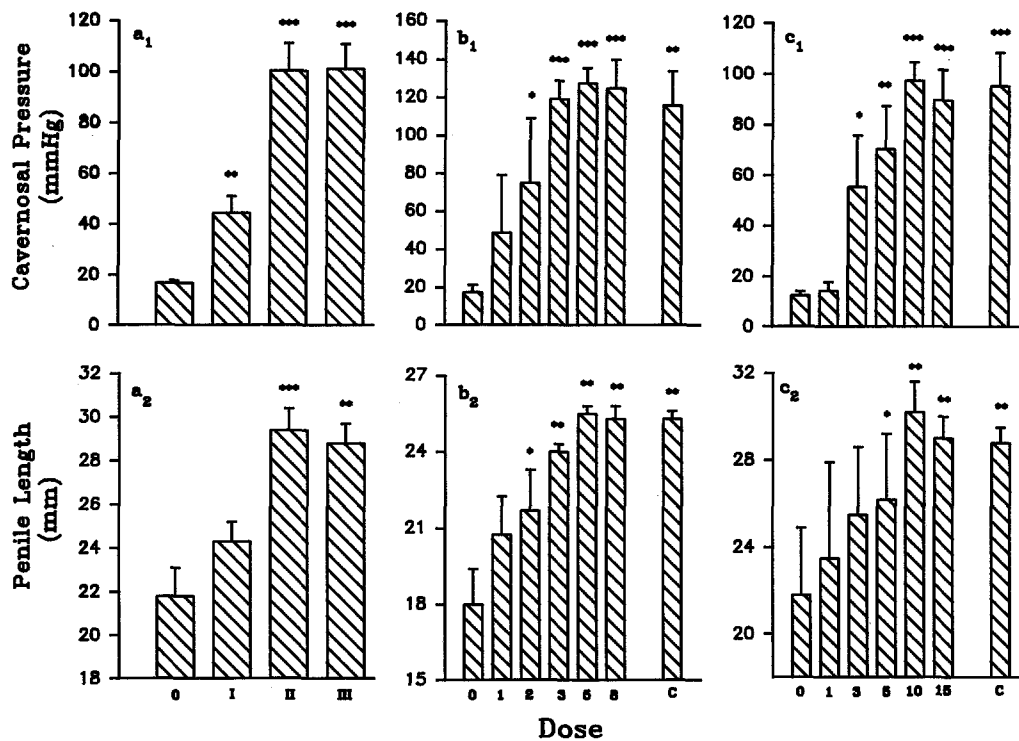 Cavernosal Pressure
(mmHg)
a1
120
100
80
60
40
20
0
** *** ***
b1
160
140
120
100
80
60
40
20
0
* *** *** *** **
c1
120
100
80
60
40
20
0
* ** *** *** ***
Penile Length
(mm)
a2
32
30
28
26
24
22
20
18
*** **
0 I II III
b2
27
24
21
18
15
* ** ** ** **
0 1 2 3 5 8 C
c2
32
28
24
20
* ** ** **
0 1 3 5 10 15 C
Dose